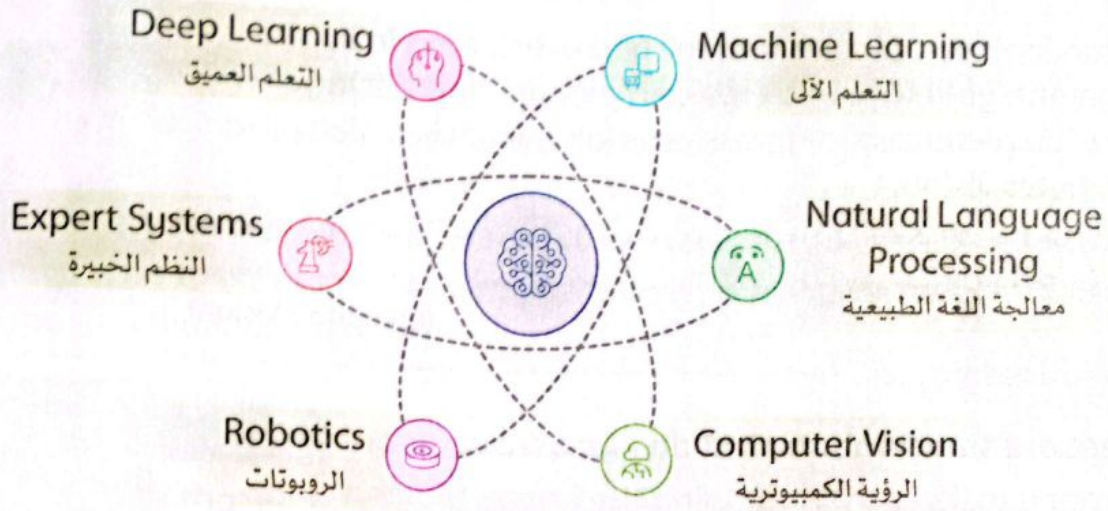 Deep Learning
التعلم العميق
Machine Learning
التعلم الآلي
Expert Systems
النظم الخبيرة
Natural Language
Processing
معالجة اللغة الطبيعية
A
Robotics
الروبوتات
Computer Vision
الرؤية الكمبيوترية